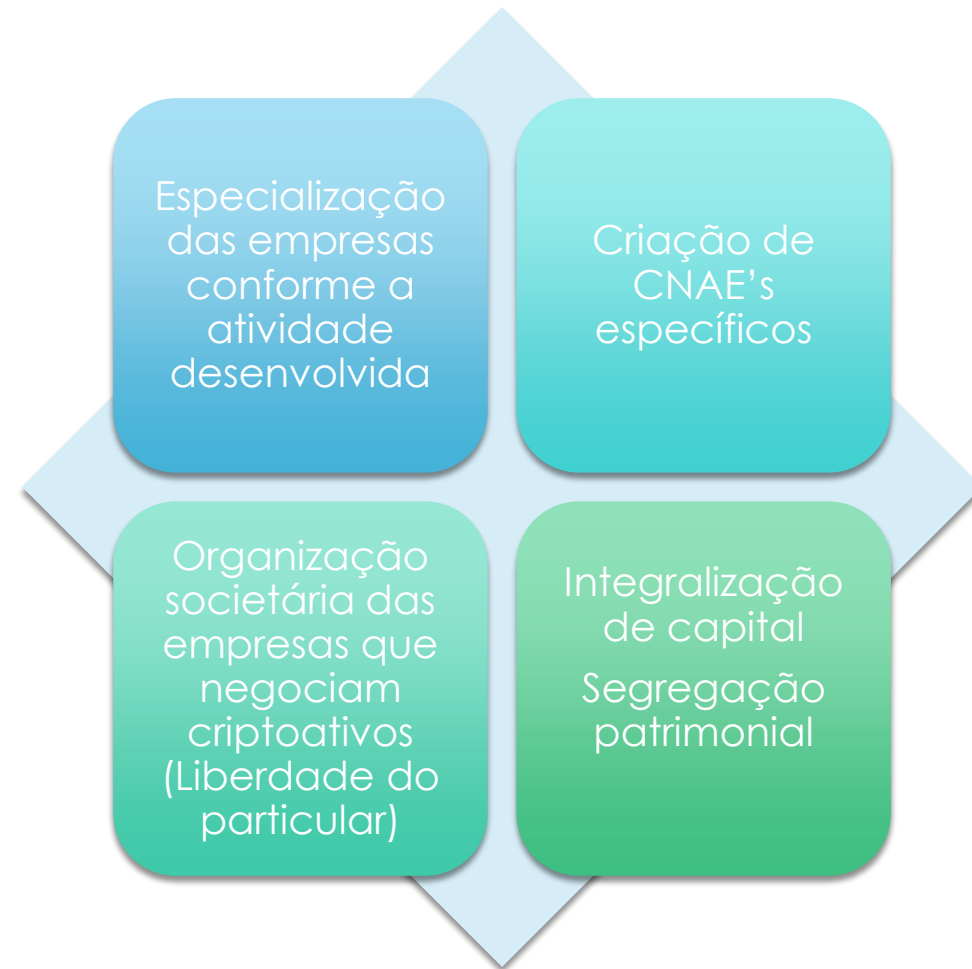 Especialização
das empresas
conforme a
atividade
desenvolvida
Criação de
CNAE’s
específicos
Organização
societária das
empresas que
negociam
criptoativos
(Liberdade do
particular)
Integralização
de capital
Segregação
patrimonial